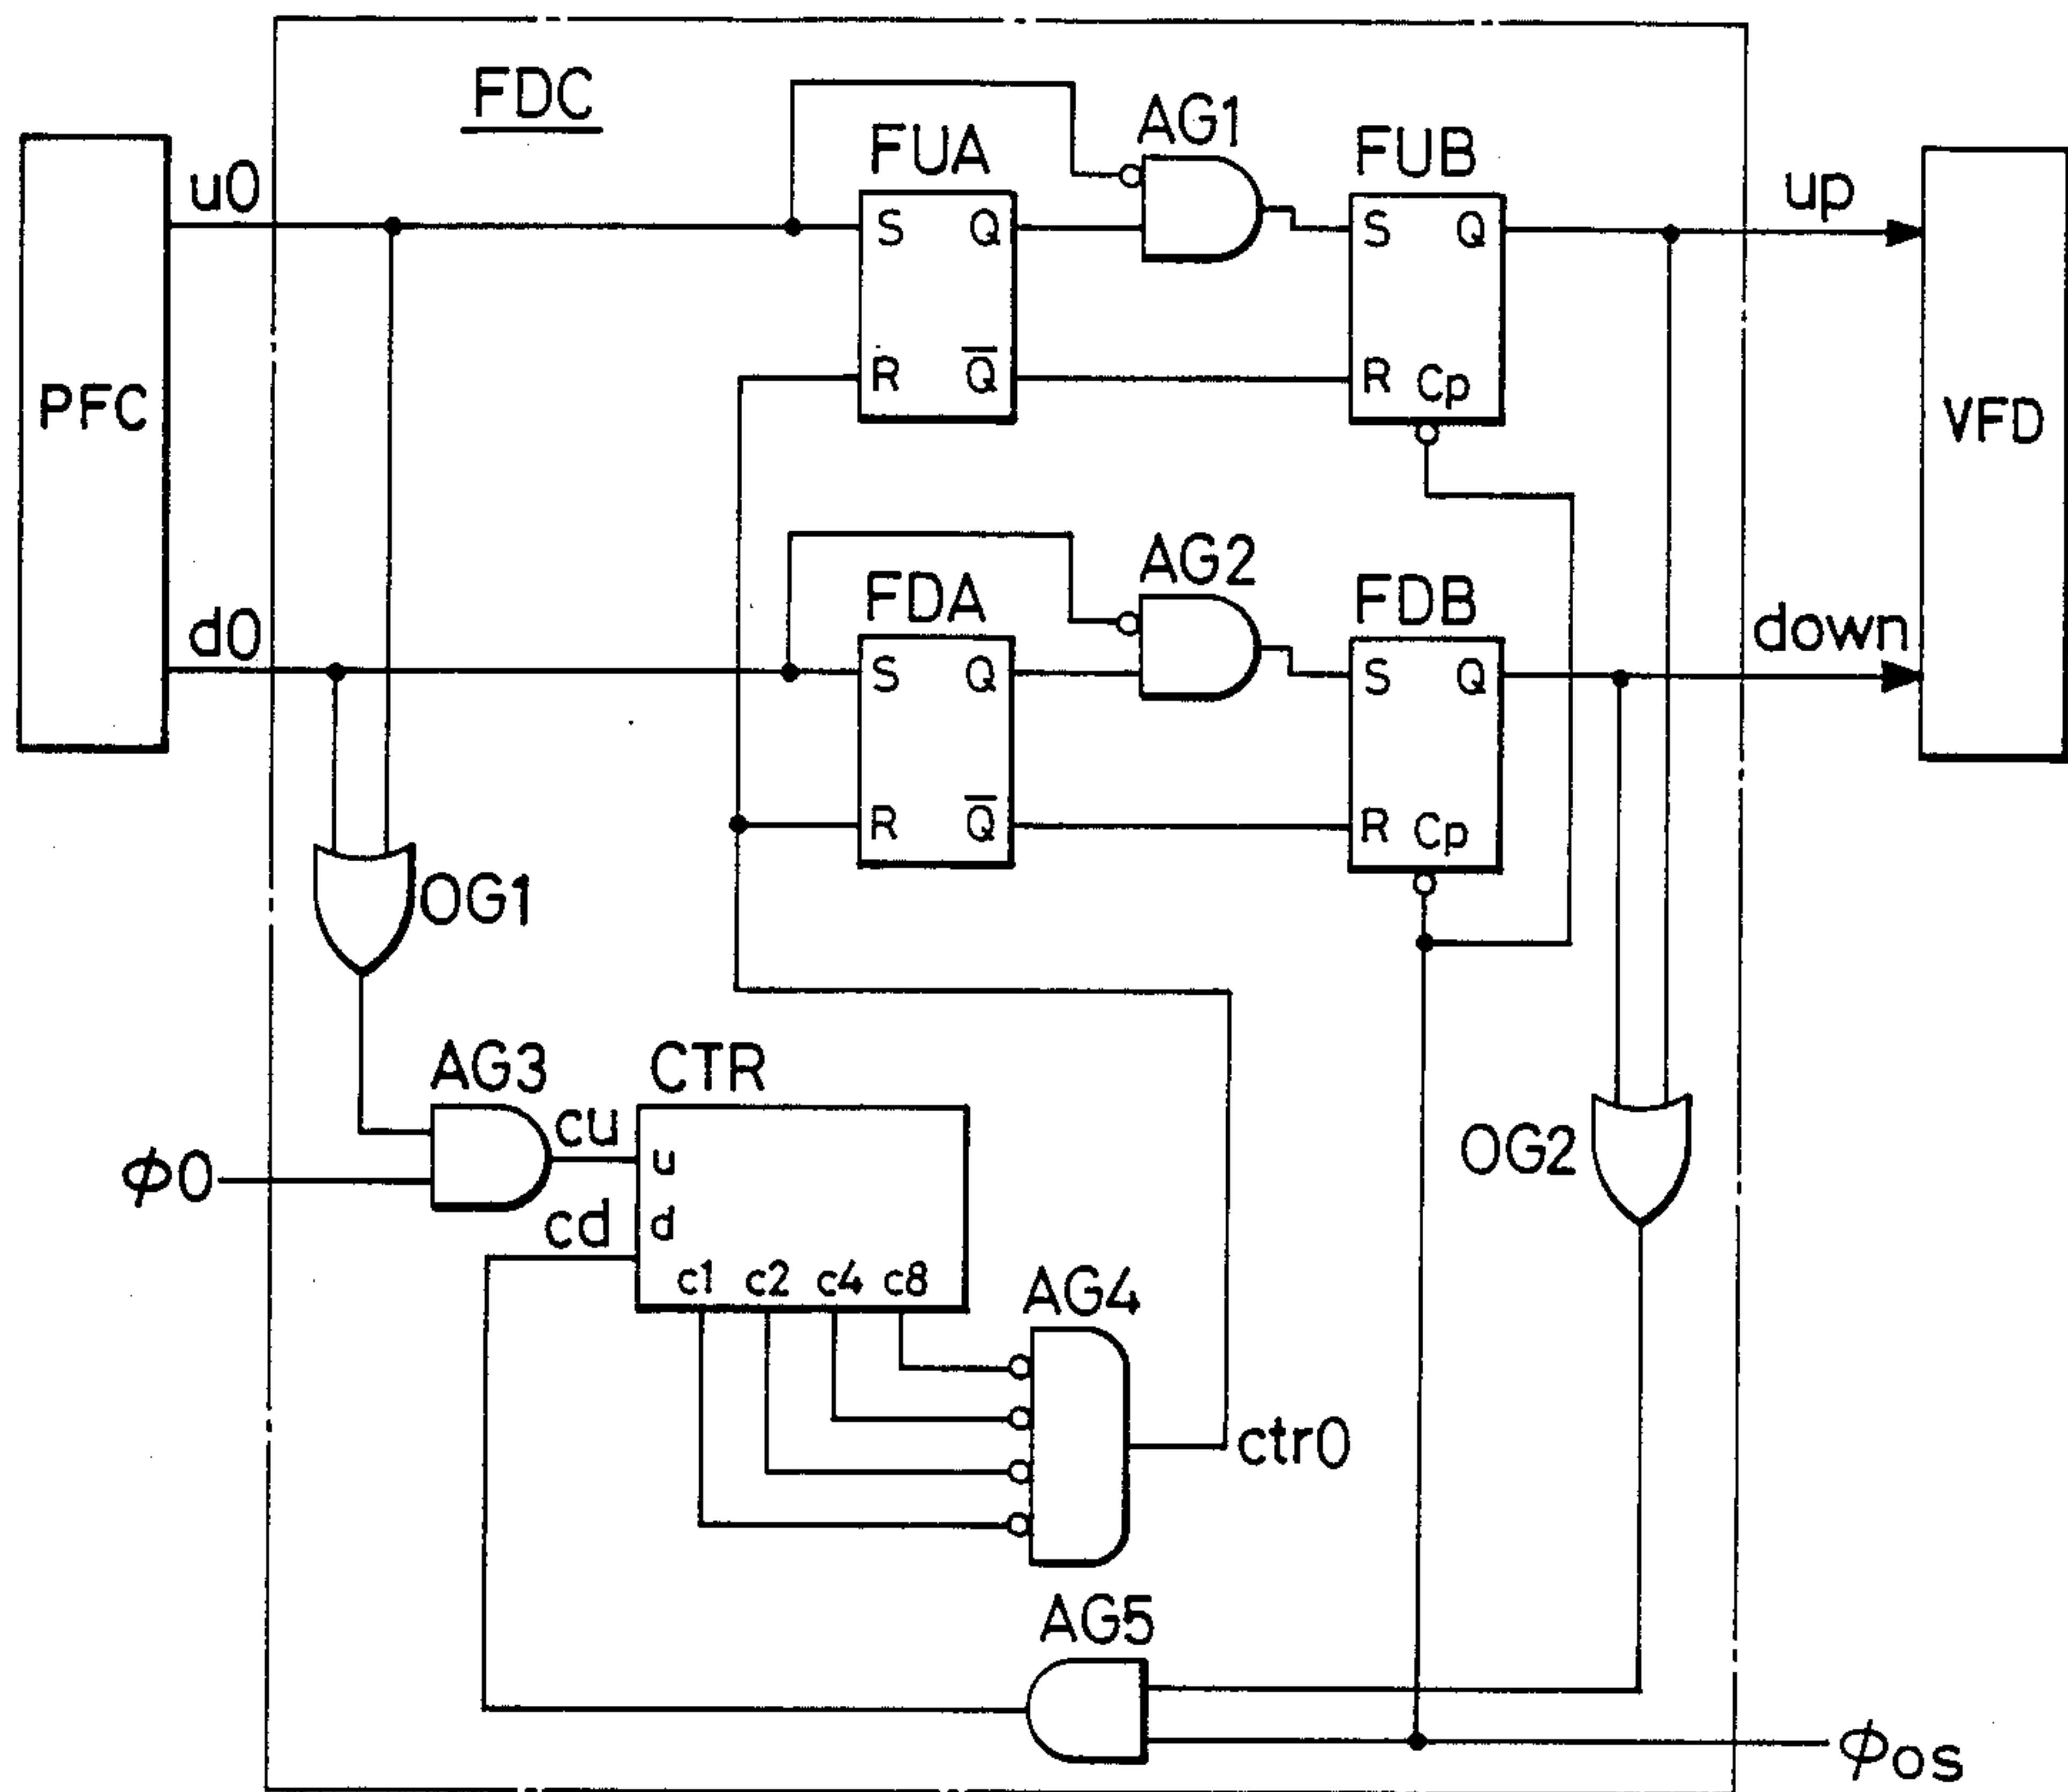 FDC
AG1
FUA
FUB
u0
up
S Q
S Q
R Q̅
R Cp
PFC
VFD
AG2
FDA
FDB
d0
down
S Q
S Q
R Q̅
R Cp
OG1
AG3
CTR
cu
u
OG2
ϕ0
cd
d
c1 c2 c4 c8
AG4
ctr0
AG5
ϕos